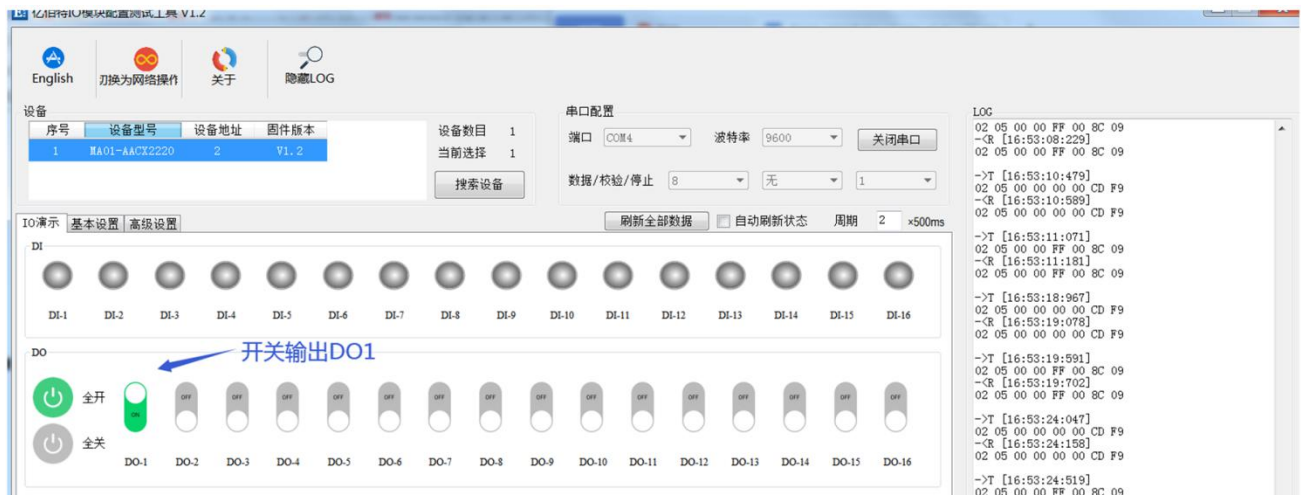 亿佰特IO模块配置测试工具 V1.2
English 切换为网络操作 关于 隐藏LOG
设备
序号 设备型号 设备地址 固件版本
1 MA01-AACX2220 2 V1.2
设备数目 1
当前选择 1
搜索设备
串口配置
端口 COM4 波特率 9600 关闭串口
数据/校验/停止 8 无 1
IO演示 基本设置 高级设置
刷新全部数据 自动刷新状态 周期 2 ×500ms
DI
DI-1 DI-2 DI-3 DI-4 DI-5 DI-6 DI-7 DI-8 DI-9 DI-10 DI-11 DI-12 DI-13 DI-14 DI-15 DI-16
DO
开关输出DO1
全开
ON OFF OFF OFF OFF OFF OFF OFF OFF OFF OFF OFF OFF OFF OFF OFF
全关
DO-1 DO-2 DO-3 DO-4 DO-5 DO-6 DO-7 DO-8 DO-9 DO-10 DO-11 DO-12 DO-13 DO-14 DO-15 DO-16
LOG
02 05 00 00 FF 00 8C 09
-<R [16:53:08:229]
02 05 00 00 FF 00 8C 09
->T [16:53:10:479]
02 05 00 00 00 00 CD F9
-<R [16:53:10:589]
02 05 00 00 00 00 CD F9
->T [16:53:11:071]
02 05 00 00 FF 00 8C 09
-<R [16:53:11:181]
02 05 00 00 FF 00 8C 09
->T [16:53:18:967]
02 05 00 00 00 00 CD F9
-<R [16:53:19:078]
02 05 00 00 00 00 CD F9
->T [16:53:19:591]
02 05 00 00 FF 00 8C 09
-<R [16:53:19:702]
02 05 00 00 FF 00 8C 09
->T [16:53:24:047]
02 05 00 00 00 00 CD F9
-<R [16:53:24:158]
02 05 00 00 00 00 CD F9
->T [16:53:24:519]
02 05 00 00 FF 00 8C 09